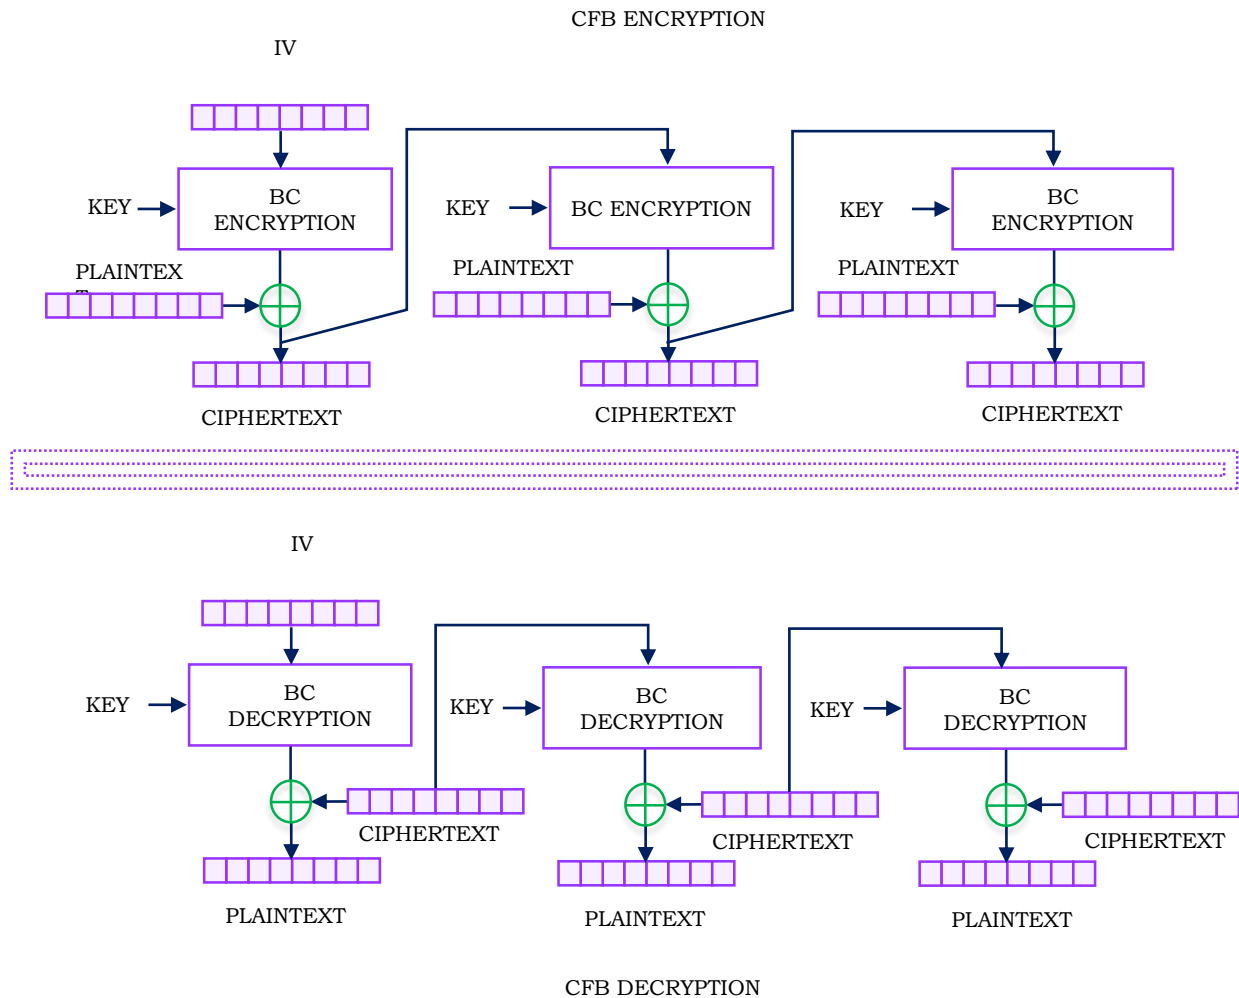 CFB ENCRYPTION
IV
BC
ENCRYPTION
KEY
BC ENCRYPTION
KEY
BC
ENCRYPTION
KEY
PLAINTEX
T
PLAINTEXT
PLAINTEXT
CIPHERTEXT
CIPHERTEXT
CIPHERTEXT
IV
KEY
BC
DECRYPTION
KEY
BC
DECRYPTION
KEY
BC
DECRYPTION
CIPHERTEXT
CIPHERTEXT
CIPHERTEXT
PLAINTEXT
PLAINTEXT
PLAINTEXT
CFB DECRYPTION